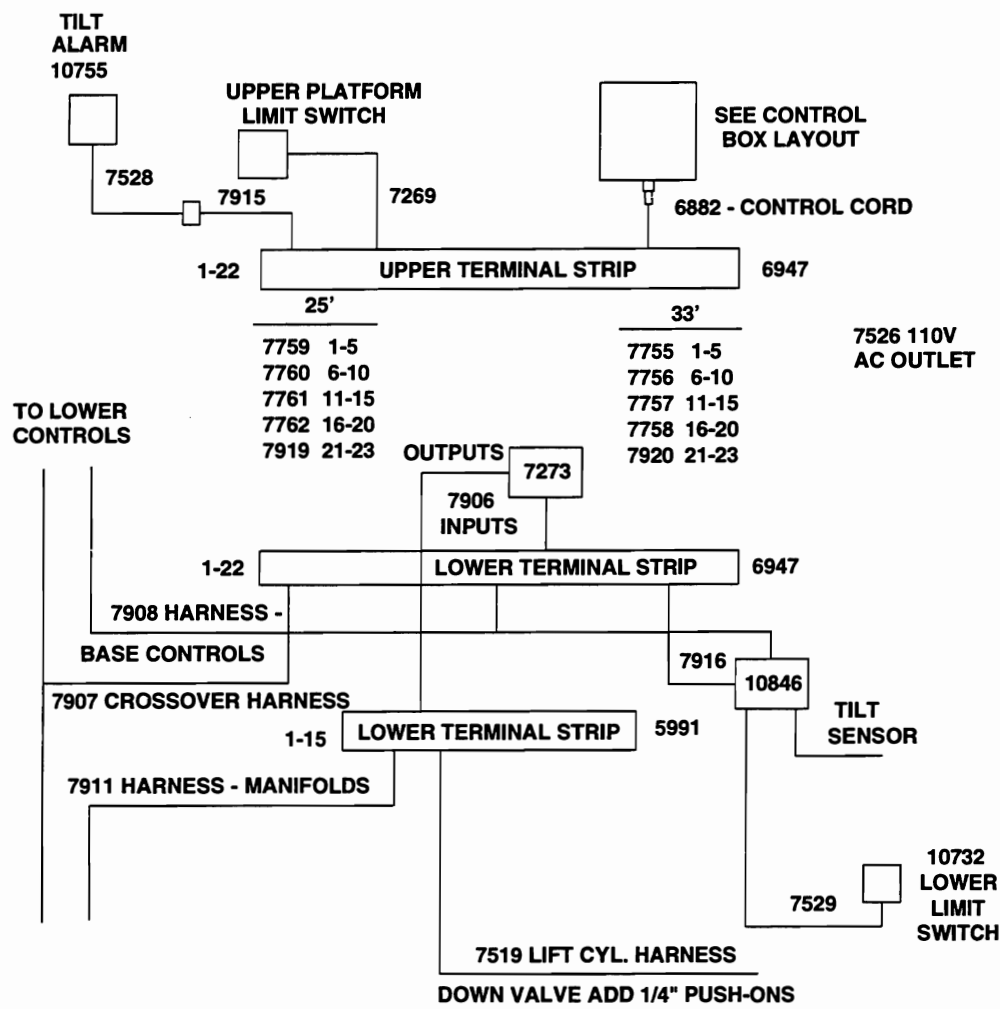 TILT
ALARM
10755
UPPER PLATFORM
LIMIT SWITCH
SEE CONTROL
BOX LAYOUT
7528
7915
7269
6882 - CONTROL CORD
1-22
UPPER TERMINAL STRIP
6947
25'
7759 1-5
7760 6-10
7761 11-15
7762 16-20
7919 21-23
33'
7755 1-5
7756 6-10
7757 11-15
7758 16-20
7920 21-23
7526 110V
AC OUTLET
TO LOWER
CONTROLS
OUTPUTS
7273
7906
INPUTS
1-22
LOWER TERMINAL STRIP
6947
7908 HARNESS -
BASE CONTROLS
7916
10846
7907 CROSSOVER HARNESS
TILT
SENSOR
1-15
LOWER TERMINAL STRIP
5991
7911 HARNESS - MANIFOLDS
10732
LOWER
LIMIT
SWITCH
7529
7519 LIFT CYL. HARNESS
DOWN VALVE ADD 1/4" PUSH-ONS